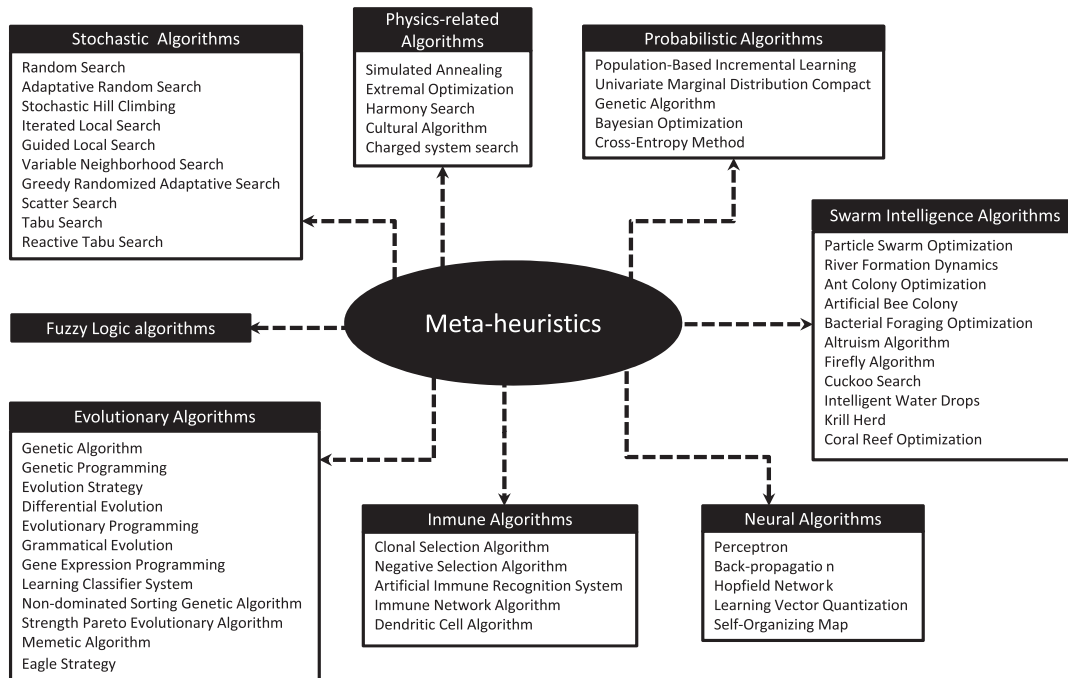 Stochastic Algorithms
Random Search
Adaptative Random Search
Stochastic Hill Climbing
Iterated Local Search
Guided Local Search
Variable Neighborhood Search
Greedy Randomized Adaptative Search
Scatter Search
Tabu Search
Reactive Tabu Search
Physics-related
Algorithms
Simulated Annealing
Extremal Optimization
Harmony Search
Cultural Algorithm
Charged system search
Probabilistic Algorithms
Population-Based Incremental Learning
Univariate Marginal Distribution Compact
Genetic Algorithm
Bayesian Optimization
Cross-Entropy Method
Swarm Intelligence Algorithms
Particle Swarm Optimization
River Formation Dynamics
Ant Colony Optimization
Artificial Bee Colony
Bacterial Foraging Optimization
Altruism Algorithm
Firefly Algorithm
Cuckoo Search
Intelligent Water Drops
Krill Herd
Coral Reef Optimization
Meta-heuristics
Fuzzy Logic algorithms
Evolutionary Algorithms
Genetic Algorithm
Genetic Programming
Evolution Strategy
Differential Evolution
Evolutionary Programming
Grammatical Evolution
Gene Expression Programming
Learning Classifier System
Non-dominated Sorting Genetic Algorithm
Strength Pareto Evolutionary Algorithm
Memetic Algorithm
Eagle Strategy
Inmune Algorithms
Clonal Selection Algorithm
Negative Selection Algorithm
Artificial Immune Recognition System
Immune Network Algorithm
Dendritic Cell Algorithm
Neural Algorithms
Perceptron
Back-propagation
Hopfield Network
Learning Vector Quantization
Self-Organizing Map